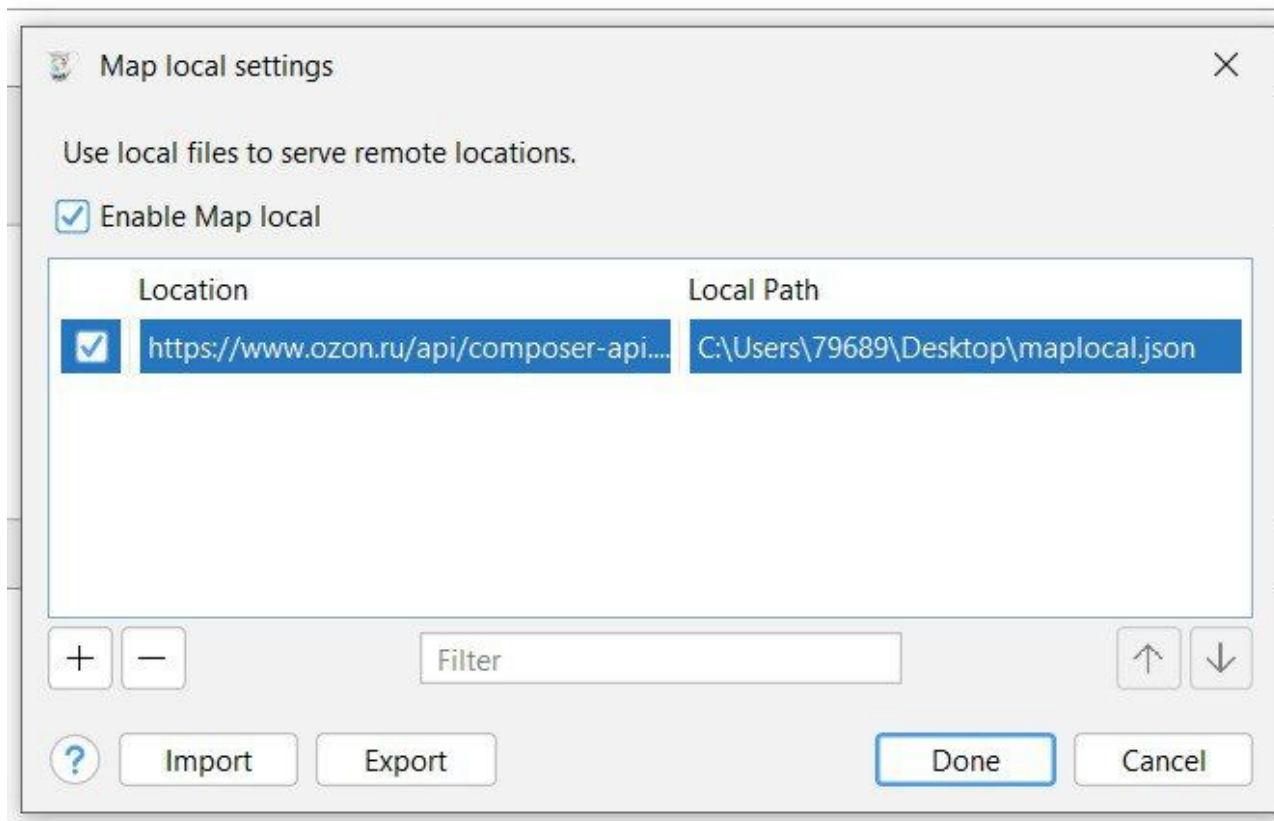 Map local settings
Use local files to serve remote locations.
Enable Map local
Location Local Path
https://www.ozon.ru/api/composer-api.... C:\Users\79689\Desktop\maplocal.json
+ − Filter ↑ ↓
? Import Export Done Cancel